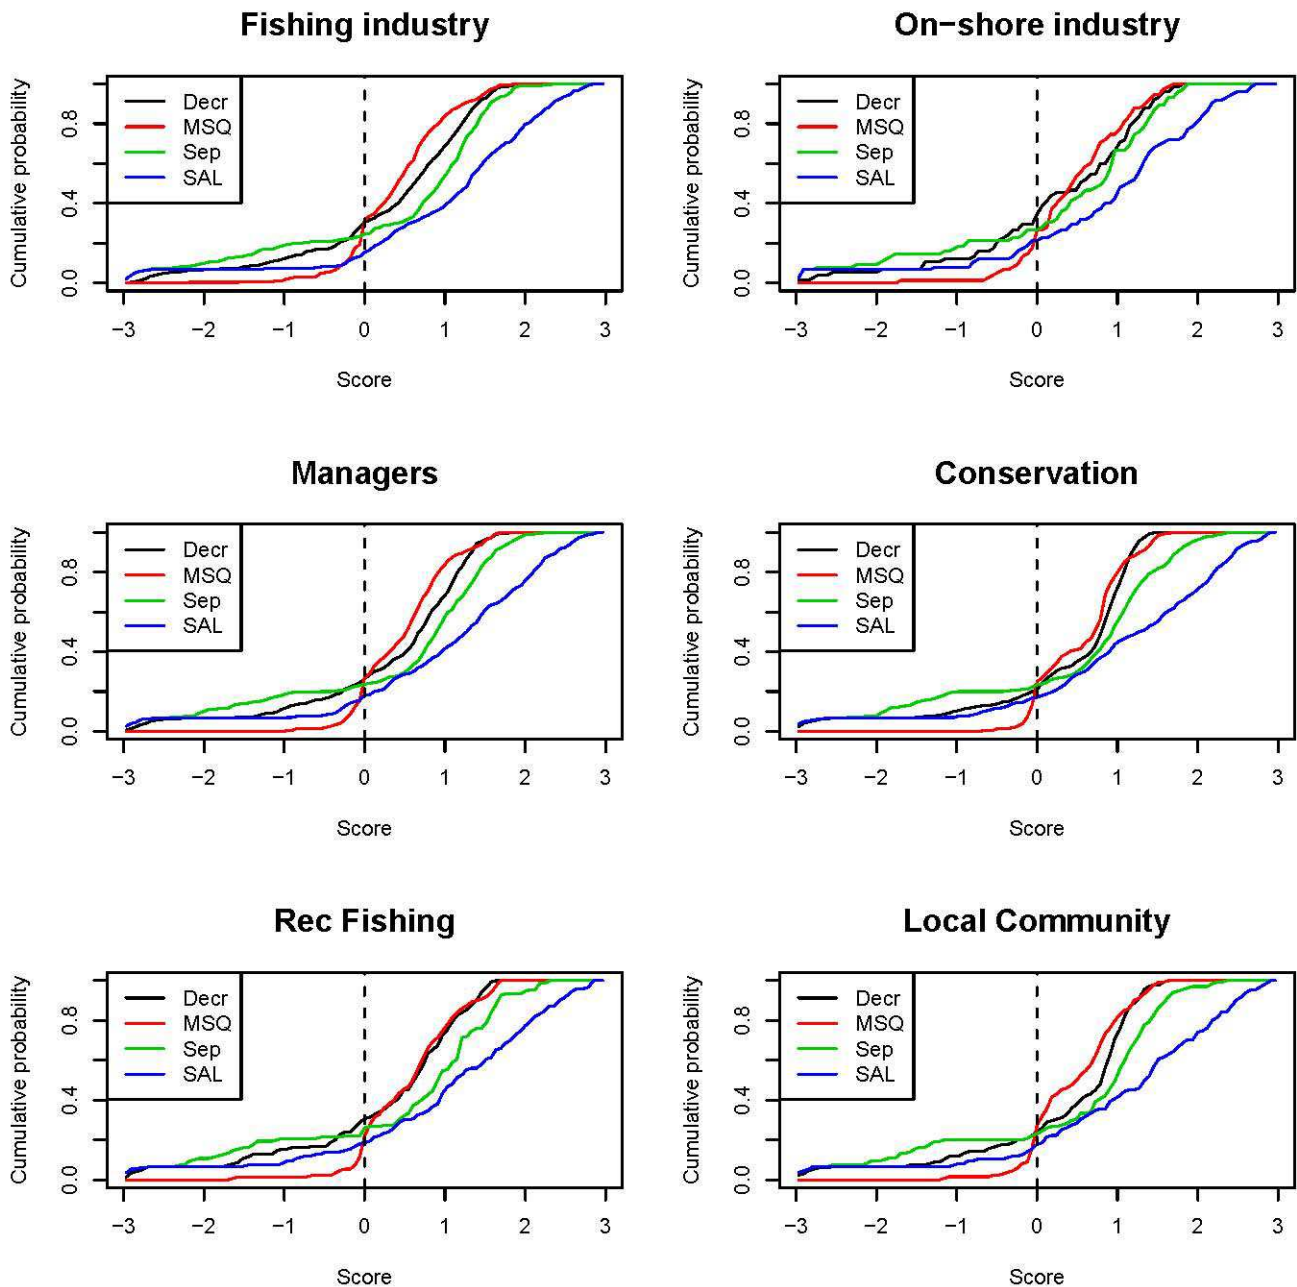 Fishing industry
Cumulative probability
0.0 0.4 0.8
Decr
MSQ
Sep
SAL
−3 −2 −1 0 1 2 3
Score
On−shore industry
Cumulative probability
0.0 0.4 0.8
Decr
MSQ
Sep
SAL
−3 −2 −1 0 1 2 3
Score
Managers
Cumulative probability
0.0 0.4 0.8
Decr
MSQ
Sep
SAL
−3 −2 −1 0 1 2 3
Score
Conservation
Cumulative probability
0.0 0.4 0.8
Decr
MSQ
Sep
SAL
−3 −2 −1 0 1 2 3
Score
Rec Fishing
Cumulative probability
0.0 0.4 0.8
Decr
MSQ
Sep
SAL
−3 −2 −1 0 1 2 3
Score
Local Community
Cumulative probability
0.0 0.4 0.8
Decr
MSQ
Sep
SAL
−3 −2 −1 0 1 2 3
Score